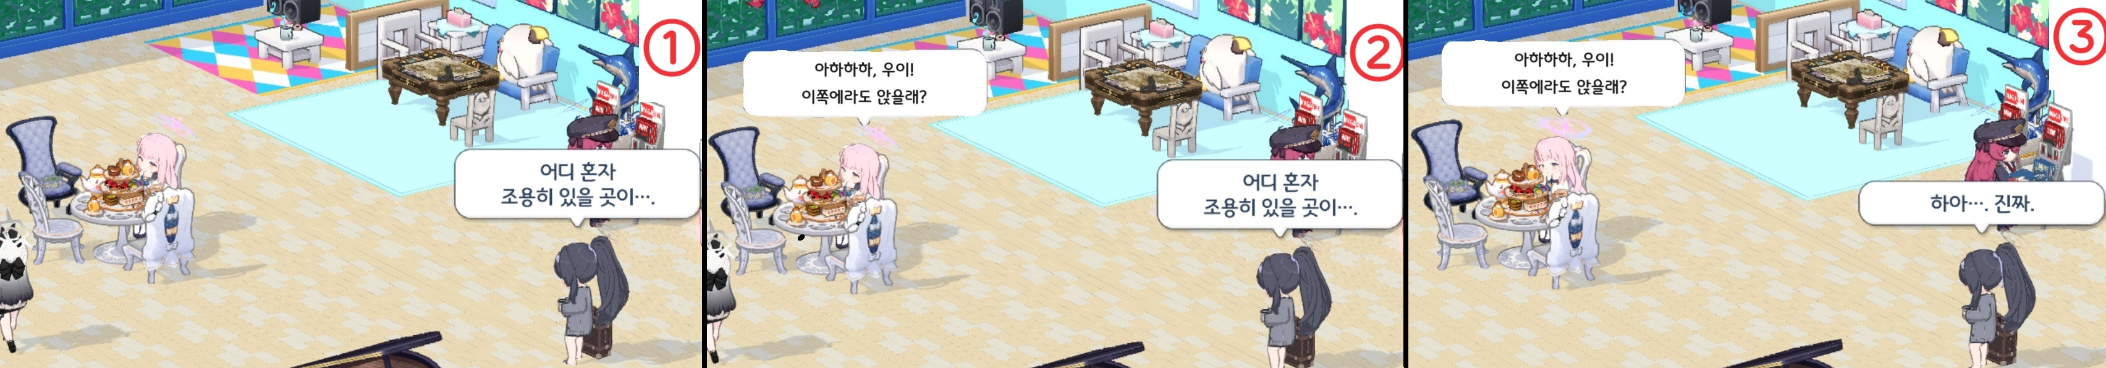 ①
어디 혼자
조용히 있을 곳이….
②
아하하하, 우이!
이쪽에라도 앉을래?
어디 혼자
조용히 있을 곳이….
③
아하하하, 우이!
이쪽에라도 앉을래?
하아…. 진짜.